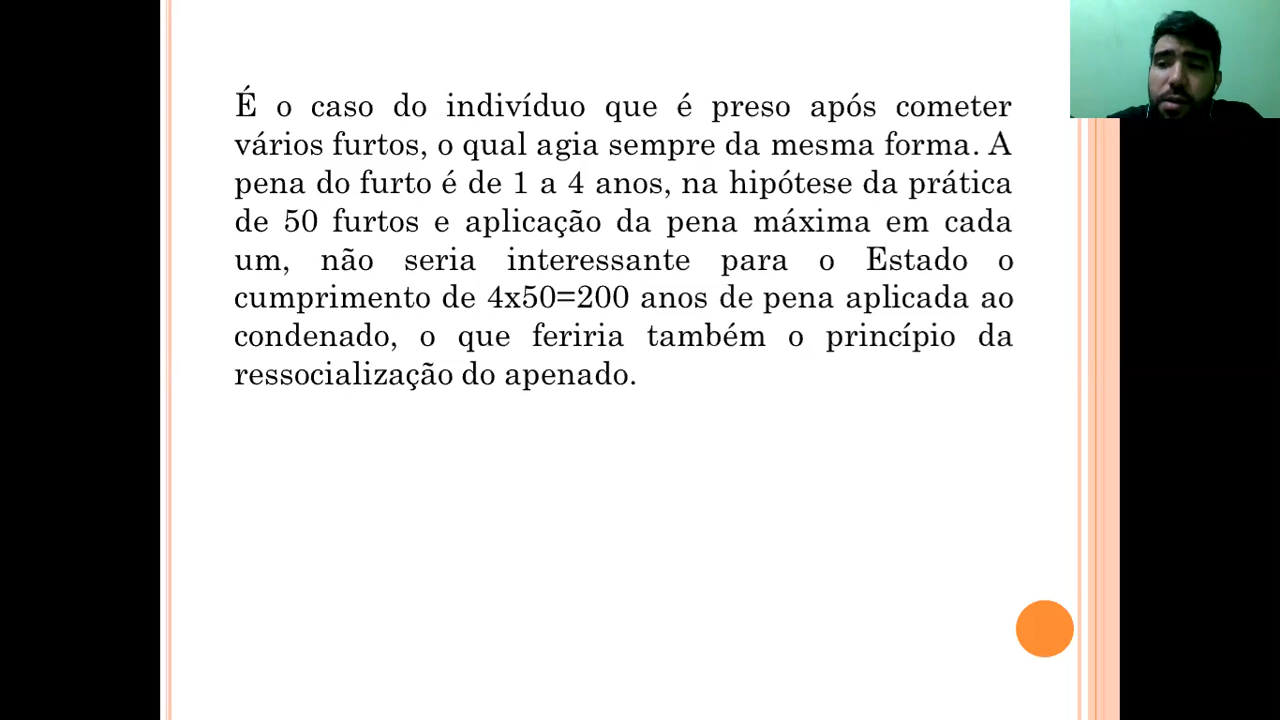 É o caso do indivíduo que é preso após cometer
vários furtos, o qual agia sempre da mesma forma. A
pena do furto é de 1 a 4 anos, na hipótese da prática
de 50 furtos e aplicação da pena máxima em cada
um, não seria interessante para o Estado o
cumprimento de 4x50=200 anos de pena aplicada ao
condenado, o que feriria também o princípio da
ressocialização do apenado.